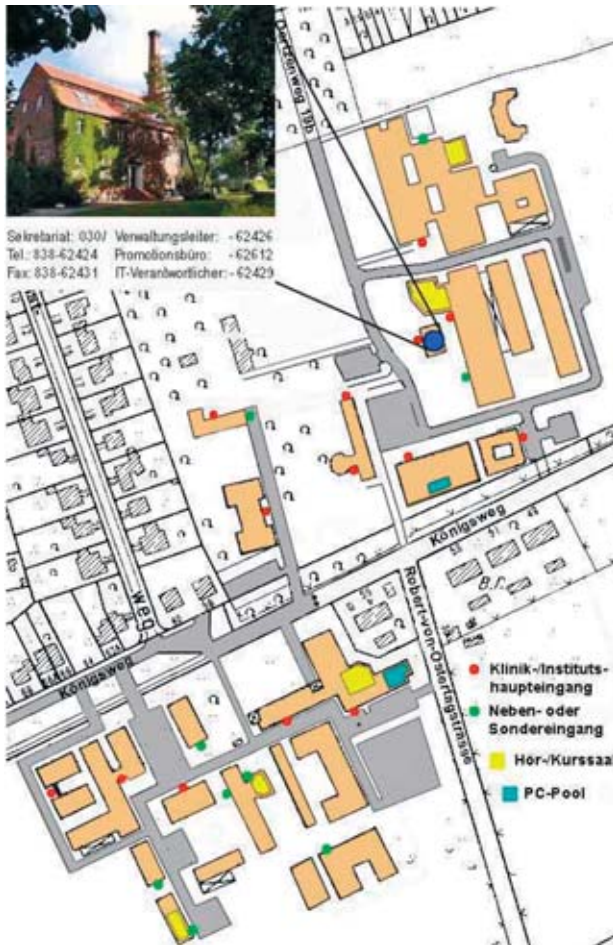 Oertzenweg 19b
Sekretariat: 030/ Verwaltungsleiter: - 62426
Tel.: 838-62424 Promotionsbüro: - 62612
Fax: 838-62431 IT-Verantwortlicher: - 62429
Königsweg
Robert-von-Ostertagstrasse
weg
Königsweg
Klinik-/Instituts-
haupteingang
Neben- oder
Sondereingang
Hör-/Kurssaal
PC-Pool